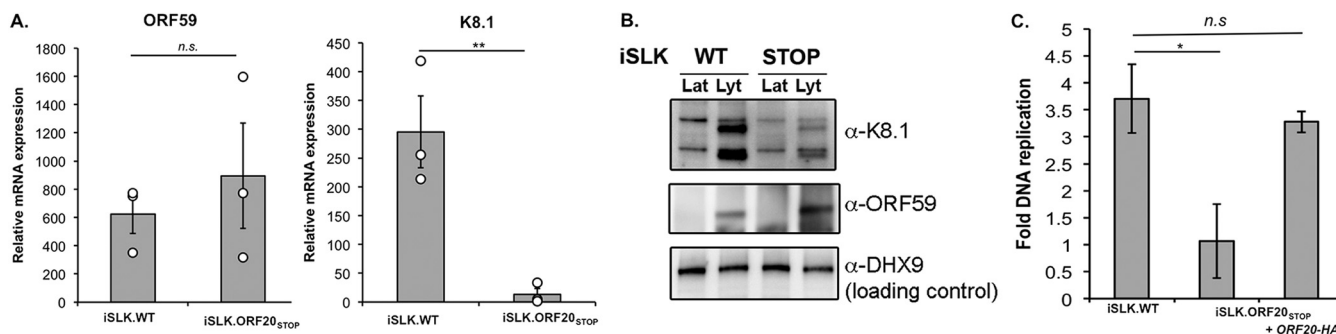 A.
ORF59
Relative mRNA expression
1800
1600
1400
1200
1000
800
600
400
200
0
n.s.
iSLK.WT
iSLK.ORF20STOP
K8.1
Relative mRNA expression
500
450
400
350
300
250
200
150
100
50
0
**
iSLK.WT
iSLK.ORF20STOP
B.
iSLK WT STOP
Lat Lyt Lat Lyt
α-K8.1
α-ORF59
α-DHX9
(loading control)
C.
Fold DNA replication
5
4.5
4
3.5
3
2.5
2
1.5
1
0.5
0
n.s
*
iSLK.WT
iSLK.ORF20STOP
+ ORF20-HA